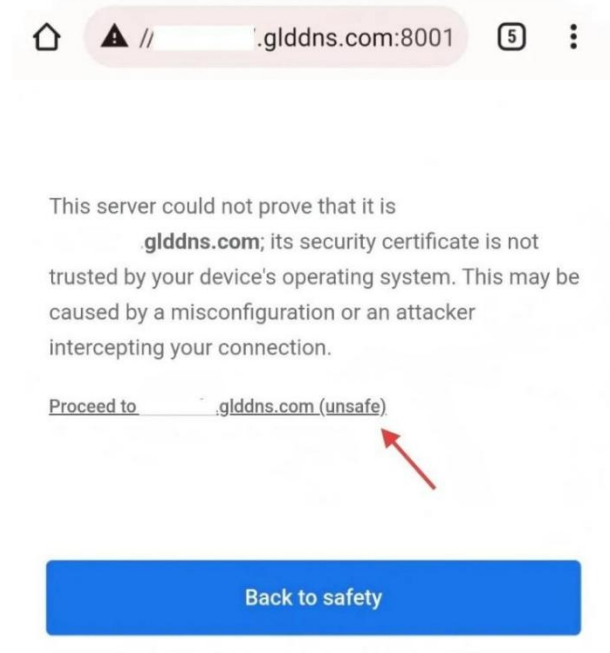 // .glddns.com:8001 5
This server could not prove that it is
.glddns.com; its security certificate is not
trusted by your device's operating system. This may be
caused by a misconfiguration or an attacker
intercepting your connection.
Proceed to .glddns.com (unsafe)
Back to safety